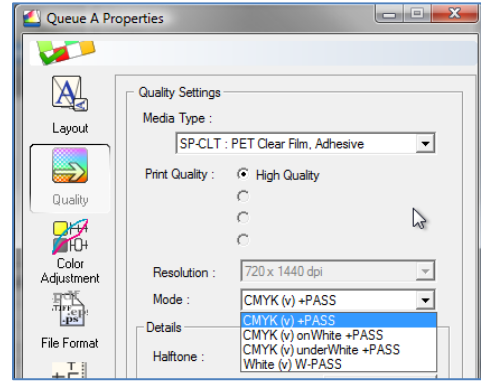 Queue A Properties
Layout
Quality
Color
Adjustment
File Format
Quality Settings
Media Type :
SP-CLT : PET Clear Film, Adhesive
Print Quality :
High Quality
Resolution :
720 x 1440 dpi
Mode :
CMYK (v) +PASS
CMYK (v) +PASS
CMYK (v) onWhite +PASS
CMYK (v) underWhite +PASS
White (v) W-PASS
Details
Halftone :